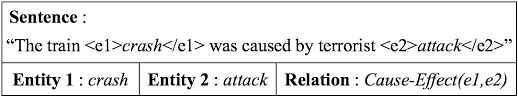 Sentence :
“The train <e1>crash</e1> was caused by terrorist <e2>attack</e2>”
Entity 1 : crash Entity 2 : attack Relation : Cause-Effect(e1,e2)